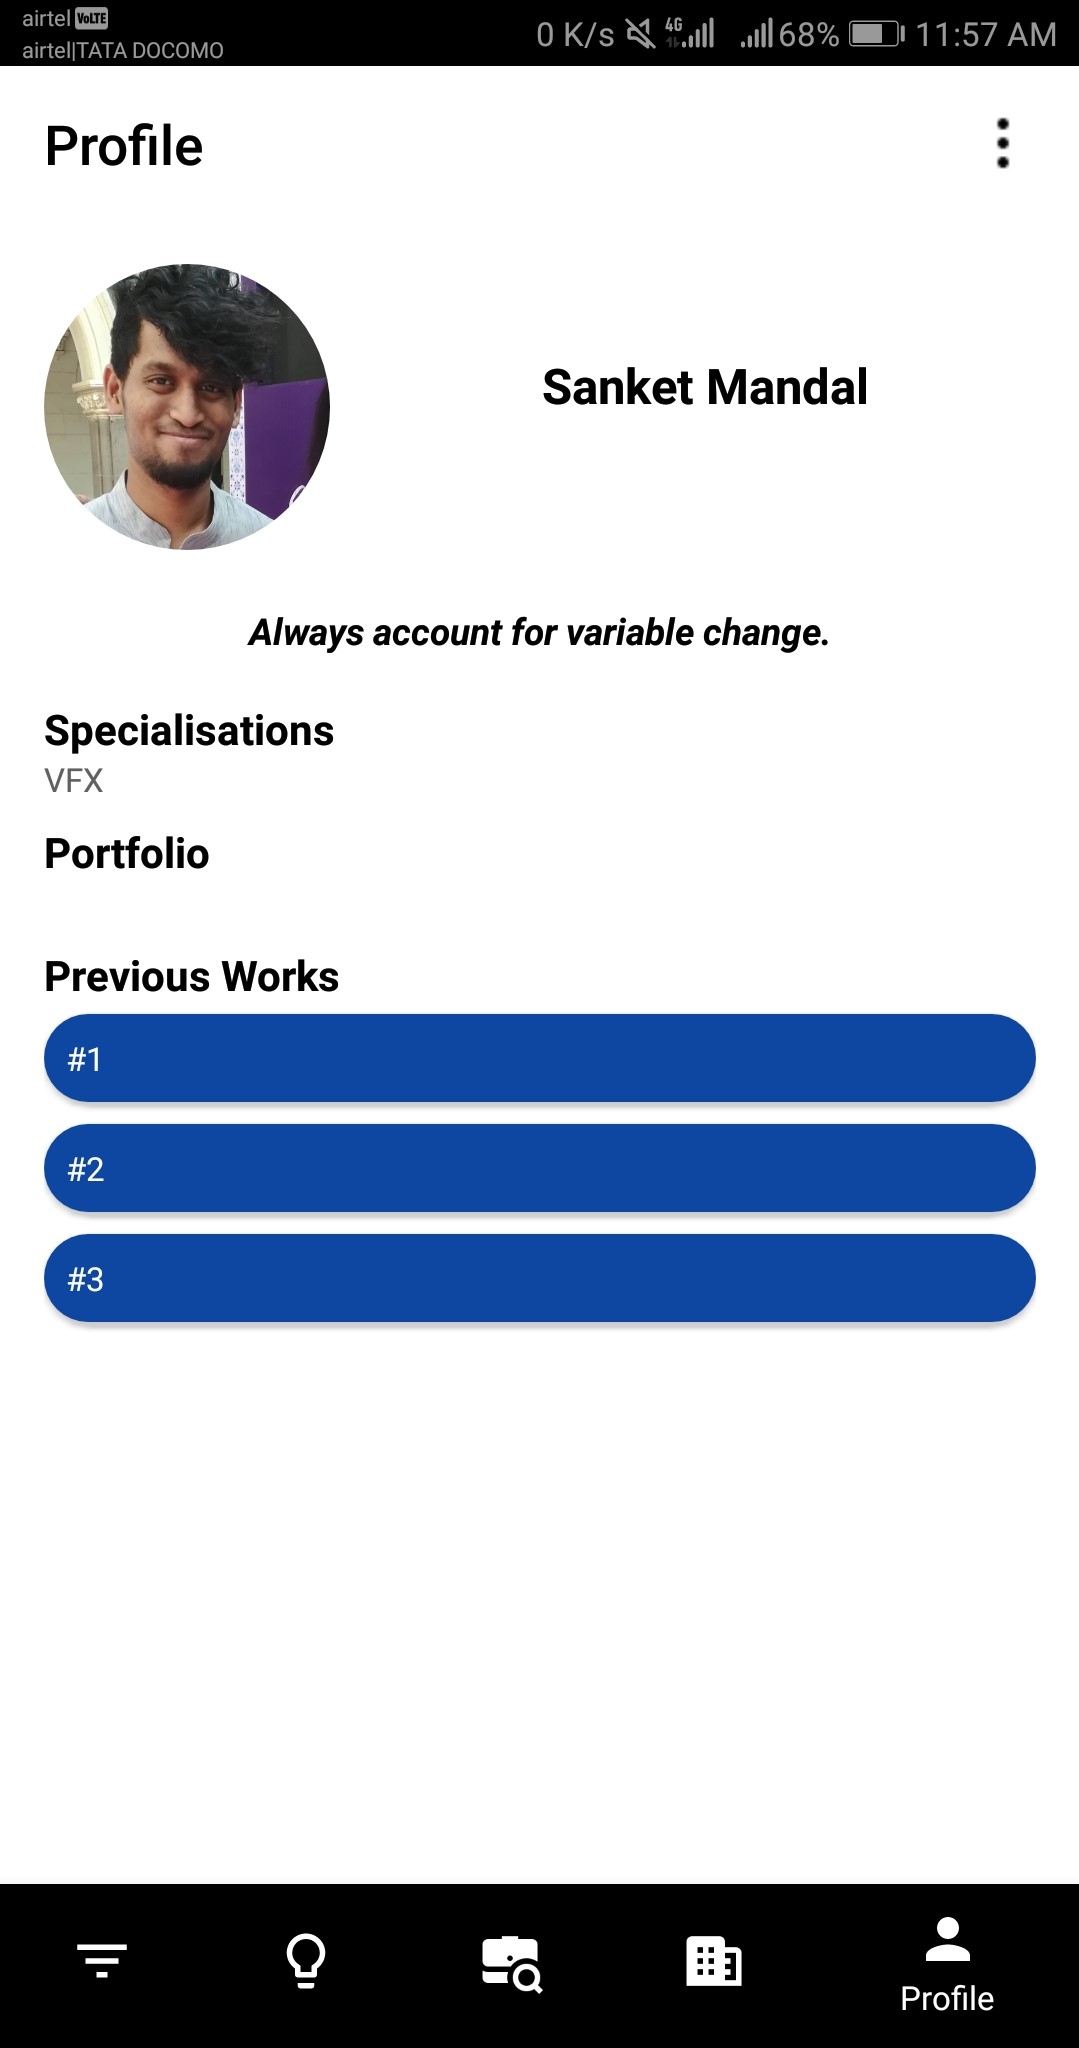 airtel VoLTE
airtel|TATA DOCOMO
0 K/s 4G 68% 11:57 AM
Profile
Sanket Mandal
Always account for variable change.
Specialisations
VFX
Portfolio
Previous Works
#1
#2
#3
Profile